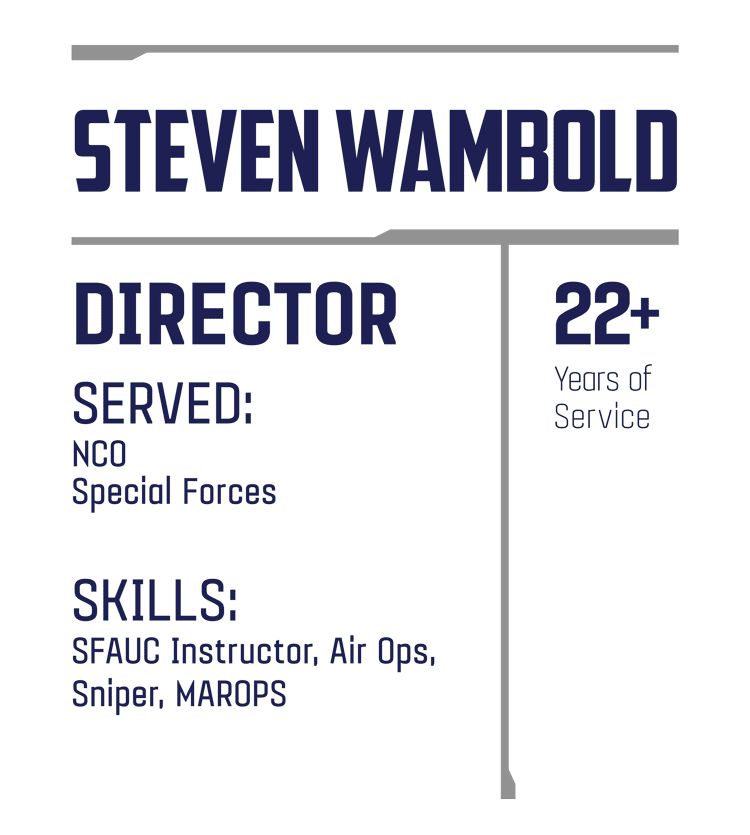 STEVEN WAMBOLD
DIRECTOR
SERVED:
NCO
Special Forces
SKILLS:
SFAUC Instructor, Air Ops,
Sniper, MAROPS
22+
Years of
Service